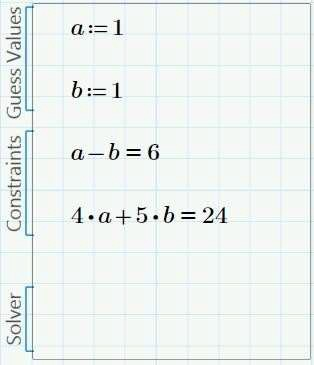 Guess Values
a:=1
b:=1
Constraints
a−b=6
4·a+5·b=24
Solver